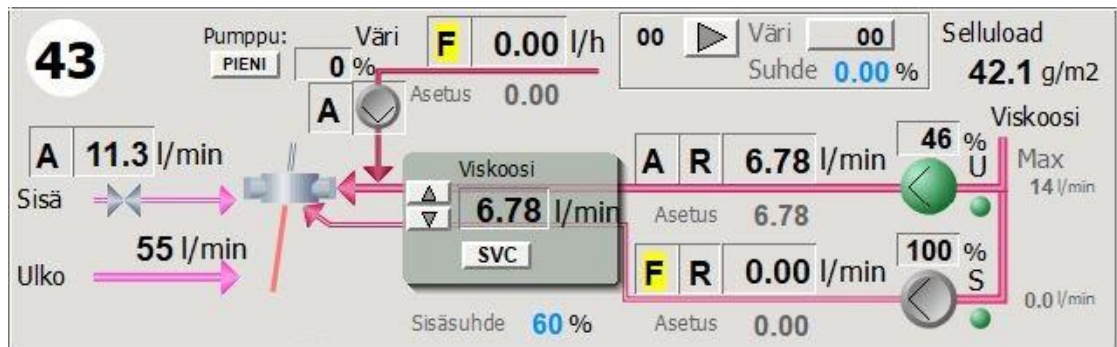 43
Pumppu:
PIENI
Väri
0 %
F 0.00 l/h
Asetus 0.00
A
00 Väri 00
Suhde 0.00 %
Selluload
42.1 g/m2
Viskoosi
A 11.3 l/min
Sisä
55 l/min
Ulko
Viskoosi
6.78 l/min
SVC
Sisäsuhde 60 %
A R 6.78 l/min
Asetus 6.78
46 %
U
Max
14 l/min
F R 0.00 l/min
Asetus 0.00
100 %
S
0.0 l/min